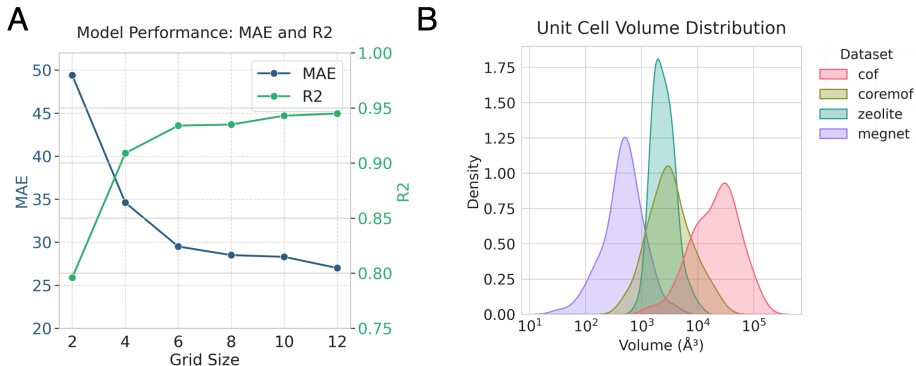 A
Model Performance: MAE and R2
MAE
R2
50
45
40
35
30
25
20
MAE
1.00
0.95
0.90
0.85
0.80
0.75
R2
2 4 6 8 10 12
Grid Size
B
Unit Cell Volume Distribution
1.75
1.50
1.25
1.00
0.75
0.50
0.25
0.00
Density
10¹ 10² 10³ 10⁴ 10⁵
Volume (Å³)
Dataset
cof
coremof
zeolite
megnet